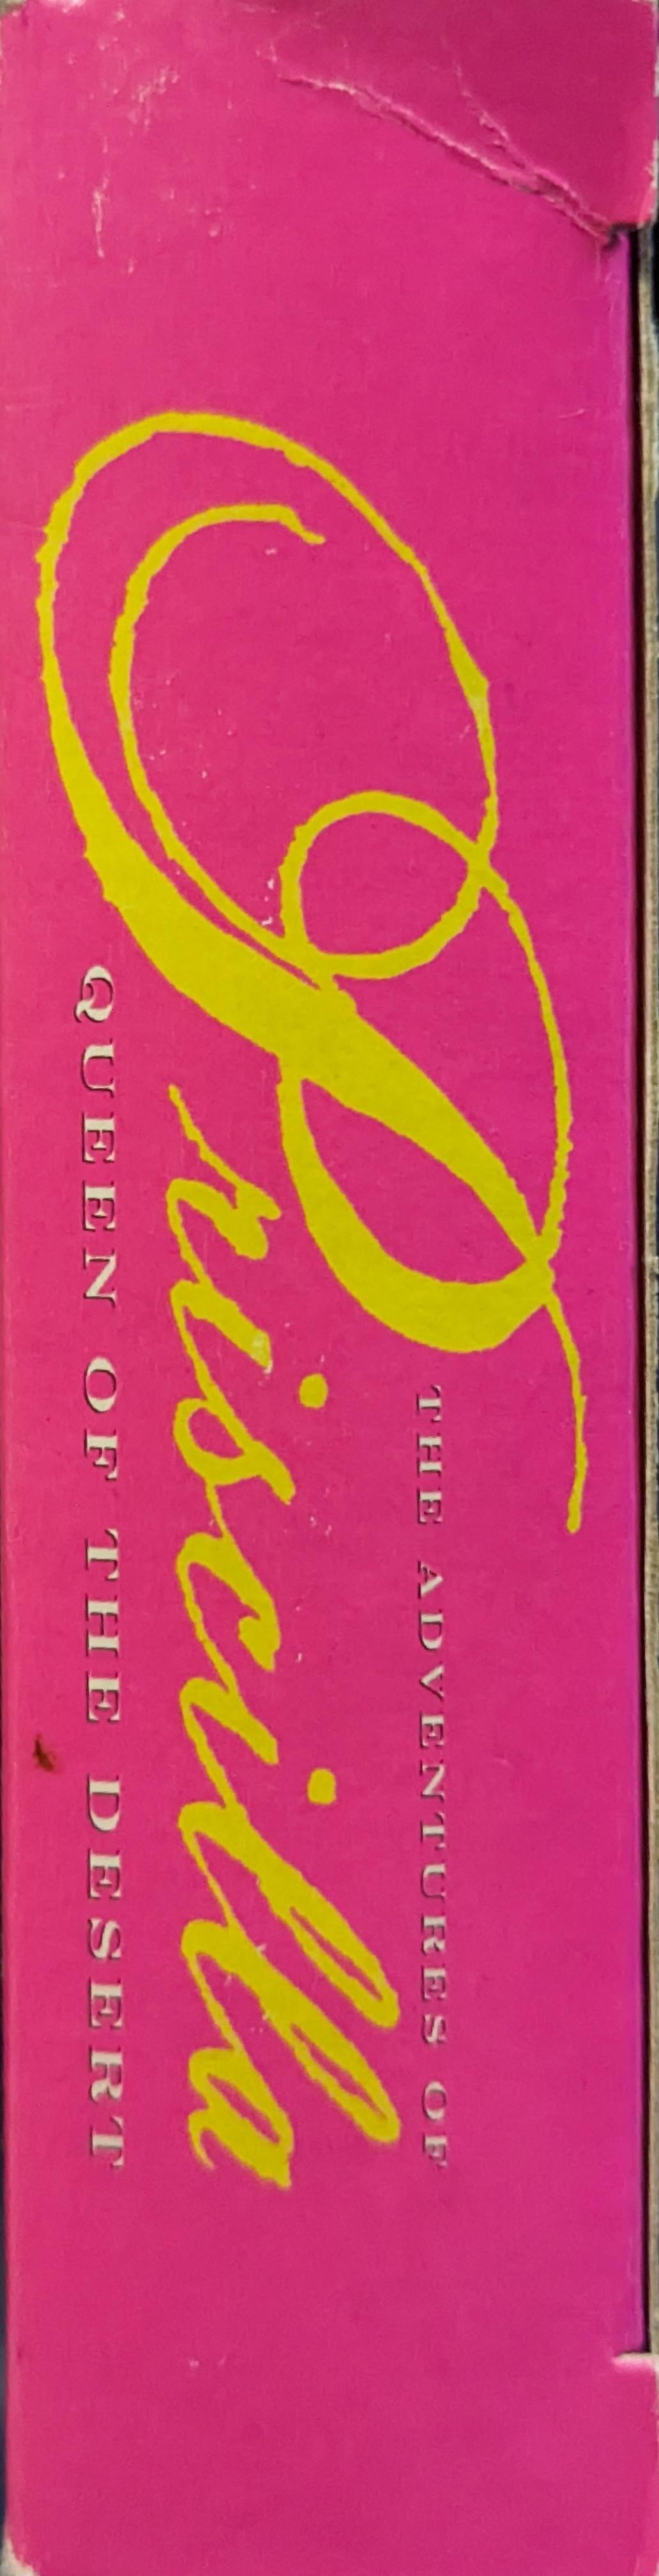 THE ADVENTURES OF
Priscilla
QUEEN OF THE DESERT